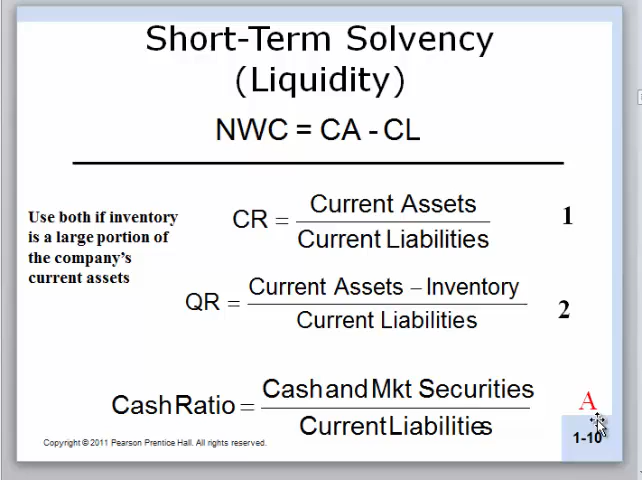 Short-Term Solvency
(Liquidity)
NWC = CA - CL
Use both if inventory
is a large portion of
the company's
current assets
CR = Current Assets
Current Liabilities
1
QR = Current Assets – Inventory
Current Liabilities
2
Cash Ratio = Cash and Mkt Securities
Current Liabilities
A
Copyright © 2011 Pearson Prentice Hall. All rights reserved.
1-10